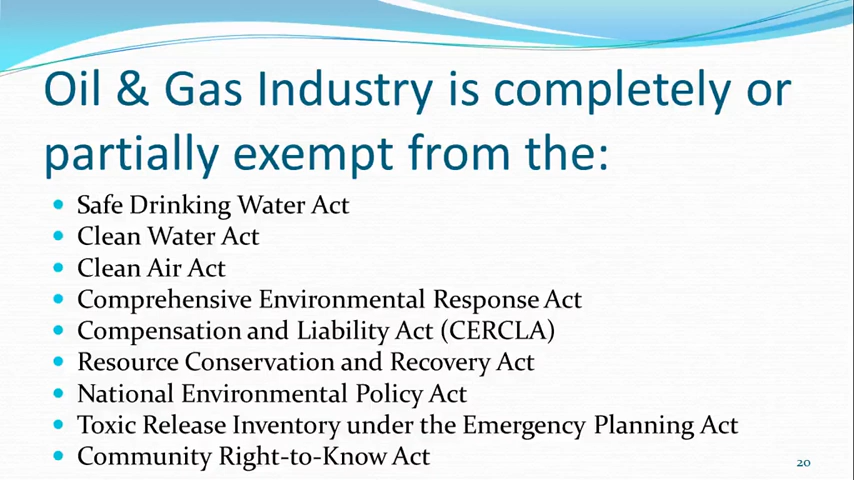 Oil & Gas Industry is completely or
partially exempt from the:
• Safe Drinking Water Act
• Clean Water Act
• Clean Air Act
• Comprehensive Environmental Response Act
• Compensation and Liability Act (CERCLA)
• Resource Conservation and Recovery Act
• National Environmental Policy Act
• Toxic Release Inventory under the Emergency Planning Act
• Community Right-to-Know Act
20